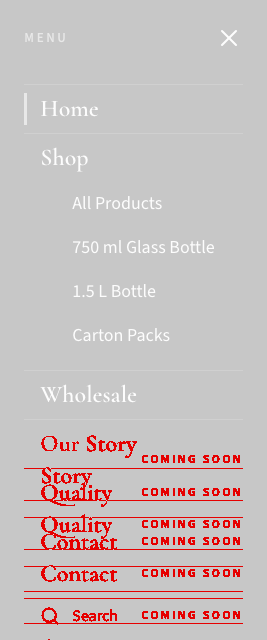 MENU
Home
Shop
All Products
750 ml Glass Bottle
1.5 L Bottle
Carton Packs
Wholesale
Our Story
COMING SOON
Story
Quality COMING SOON
Quality COMING SOON
Contact COMING SOON
Contact COMING SOON
Search COMING SOON